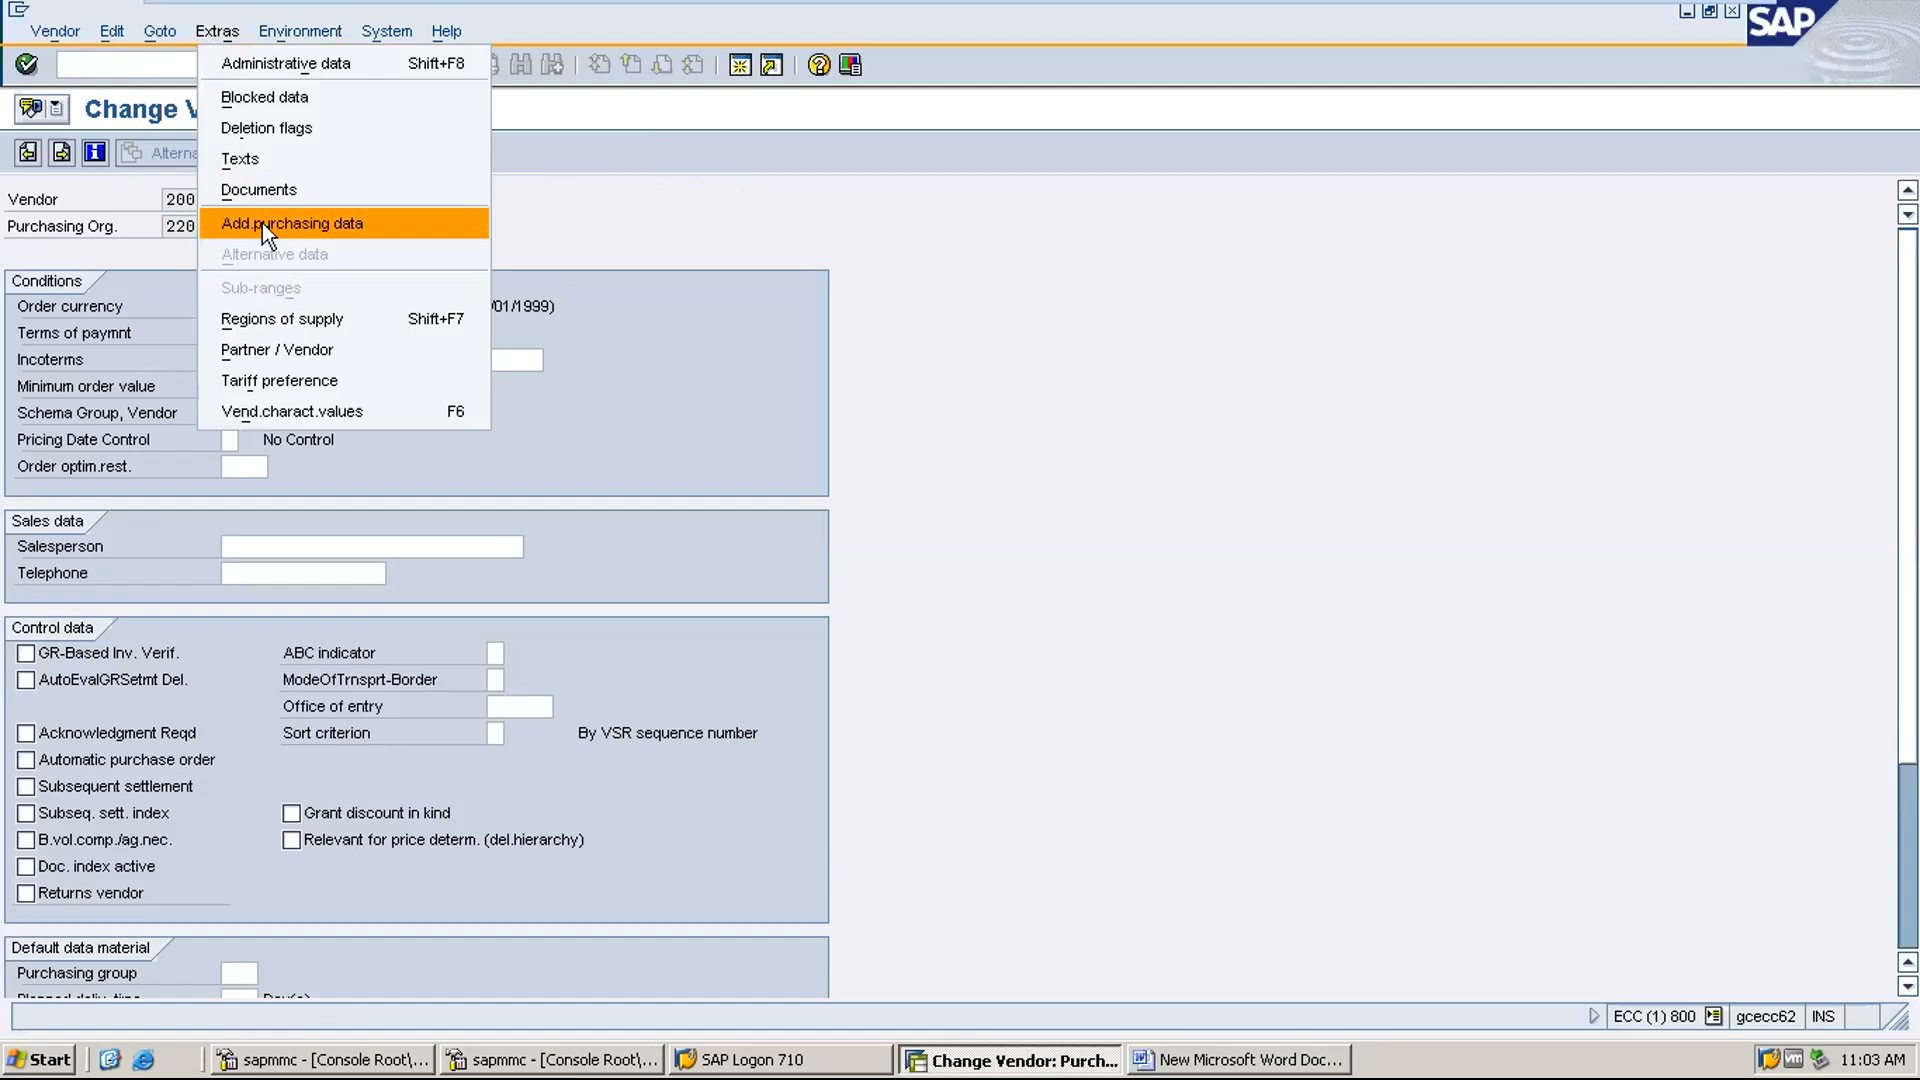 Vendor Edit Goto Extras Environment System Help
SAP
Administrative data Shift+F8
Blocked data
Change V
Deletion flags
Alterna
Texts
Documents
Vendor 200
Add.purchasing data
Purchasing Org. 220
Alternative data
Conditions
Sub-ranges
Order currency /01/1999)
Regions of supply Shift+F7
Terms of paymnt
Partner / Vendor
Incoterms
Tariff preference
Minimum order value
Vend.charact.values F6
Schema Group, Vendor
Pricing Date Control No Control
Order optim.rest.
Sales data
Salesperson
Telephone
Control data
GR-Based Inv. Verif. ABC indicator
AutoEvalGRSetmt Del. ModeOfTrnsprt-Border
Office of entry
Acknowledgment Reqd Sort criterion By VSR sequence number
Automatic purchase order
Subsequent settlement
Subseq. sett. index Grant discount in kind
B.vol.comp./ag.nec. Relevant for price determ. (del.hierarchy)
Doc. index active
Returns vendor
Default data material
Purchasing group
ECC (1) 800 gcecc62 INS
Start sapmmc - [Console Root\... sapmmc - [Console Root\... SAP Logon 710 Change Vendor: Purch... New Microsoft Word Doc... 11:03 AM